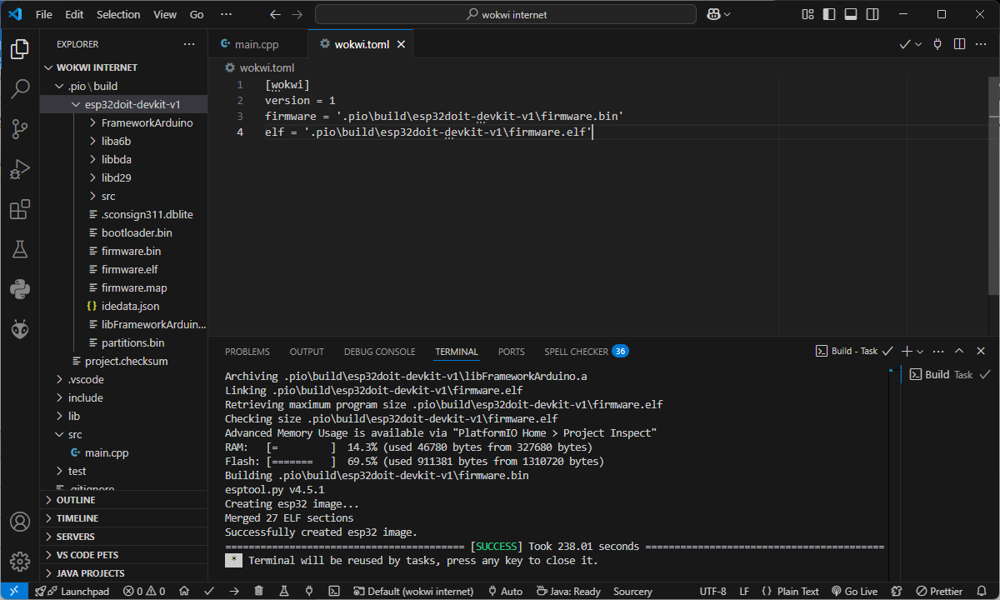 File Edit Selection View Go ··· wokwi internet
EXPLORER ···
WOKWI INTERNET
.pio \ build
esp32doit-devkit-v1
FrameworkArduino
liba6b
libbda
libd29
src
.sconsign311.dblite
bootloader.bin
firmware.bin
firmware.elf
firmware.map
{} idedata.json
libFrameworkArduin...
partitions.bin
project.checksum
.vscode
include
lib
src
main.cpp
test
.gitignore
OUTLINE
TIMELINE
SERVERS
VS CODE PETS
JAVA PROJECTS
main.cpp wokwi.toml
wokwi.toml
1 [wokwi]
2 version = 1
3 firmware = '.pio\build\esp32doit-devkit-v1\firmware.bin'
4 elf = '.pio\build\esp32doit-devkit-v1\firmware.elf'
PROBLEMS OUTPUT DEBUG CONSOLE TERMINAL PORTS SPELL CHECKER 36 Build - Task
Build Task
Archiving .pio\build\esp32doit-devkit-v1\libFrameworkArduino.a
Linking .pio\build\esp32doit-devkit-v1\firmware.elf
Retrieving maximum program size .pio\build\esp32doit-devkit-v1\firmware.elf
Checking size .pio\build\esp32doit-devkit-v1\firmware.elf
Advanced Memory Usage is available via "PlatformIO Home > Project Inspect"
RAM:   [=         ]  14.3% (used 46780 bytes from 327680 bytes)
Flash: [=======   ]  69.5% (used 911381 bytes from 1310720 bytes)
Building .pio\build\esp32doit-devkit-v1\firmware.bin
esptool.py v4.5.1
Creating esp32 image...
Merged 27 ELF sections
Successfully created esp32 image.
========================================= [SUCCESS] Took 238.01 seconds =========================================
* Terminal will be reused by tasks, press any key to close it.
Launchpad 0 0 Default (wokwi internet) Auto Java: Ready Sourcery UTF-8 LF {} Plain Text Go Live Prettier